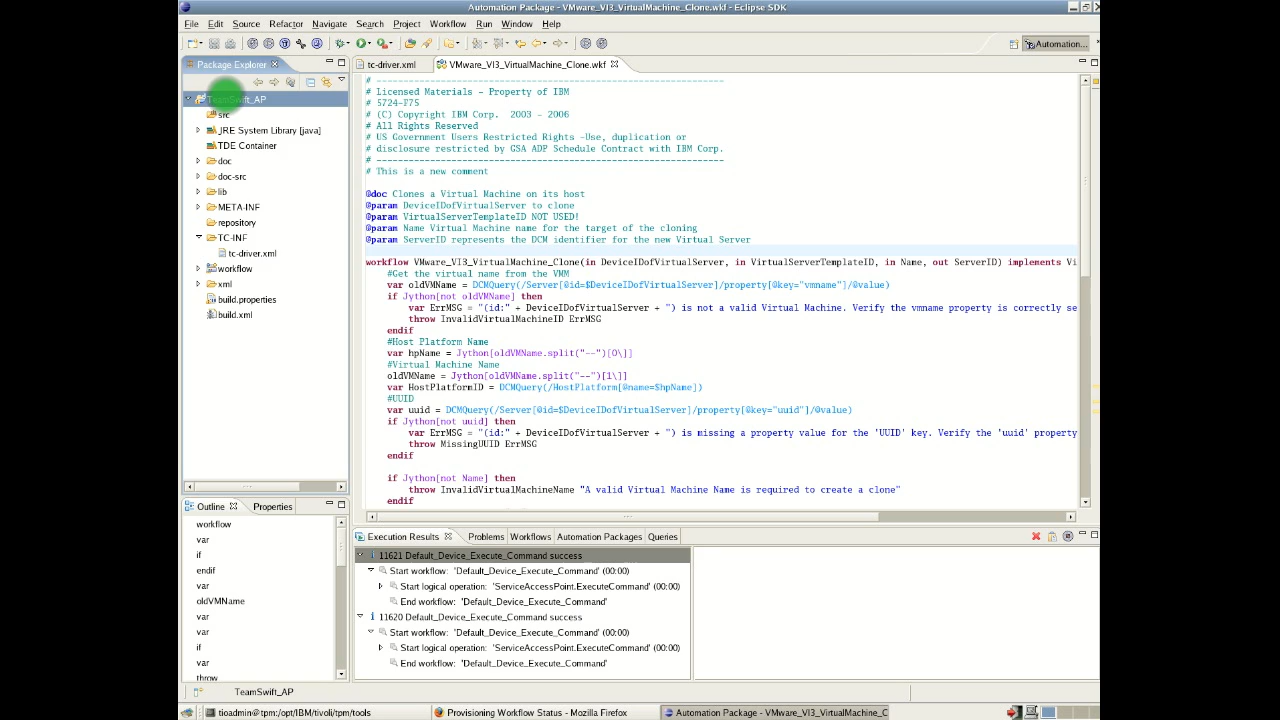 Automation Package - VMware_VI3_VirtualMachine_Clone.wkf - Eclipse SDK
File Edit Source Refactor Navigate Search Project Workflow Run Window Help
Automation...
Package Explorer
TeamSwift_AP
src
JRE System Library [java]
TDE Container
doc
doc-src
lib
META-INF
repository
TC-INF
tc-driver.xml
workflow
xml
build.properties
build.xml
tc-driver.xml
VMware_VI3_VirtualMachine_Clone.wkf
# -----------------------------------------------------------------
# Licensed Materials - Property of IBM
# 5724-F75
# (C) Copyright IBM Corp. 2003 - 2006
# All Rights Reserved
# US Government Users Restricted Rights -Use, duplication or
# disclosure restricted by GSA ADP Schedule Contract with IBM Corp.
# -----------------------------------------------------------------
# This is a new comment
@doc Clones a Virtual Machine on its host
@param DeviceIDofVirtualServer to clone
@param VirtualServerTemplateID NOT USED!
@param Name Virtual Machine name for the target of the cloning
@param ServerID represents the DCM identifier for the new Virtual Server
workflow VMware_VI3_VirtualMachine_Clone(in DeviceIDofVirtualServer, in VirtualServerTemplateID, in Name, out ServerID) implements Vi
#Get the virtual name from the VMM
var oldVMName = DCMQuery(/Server[@id=$DeviceIDofVirtualServer]/property[@key="vmname"]/@value)
if Jython[not oldVMName] then
var ErrMSG = "(id:" + DeviceIDofVirtualServer + ") is not a valid Virtual Machine. Verify the vmname property is correctly se
throw InvalidVirtualMachineID ErrMSG
endif
#Host Platform Name
var hpName = Jython[oldVMName.split("--")[0\]]
#Virtual Machine Name
oldVMName = Jython[oldVMName.split("--")[1\]]
var HostPlatformID = DCMQuery(/HostPlatform[@name=$hpName])
#UUID
var uuid = DCMQuery(/Server[@id=$DeviceIDofVirtualServer]/property[@key="uuid"]/@value)
if Jython[not uuid] then
var ErrMSG = "(id:" + DeviceIDofVirtualServer + ") is missing a property value for the 'UUID' key. Verify the 'uuid' property
throw MissingUUID ErrMSG
endif
if Jython[not Name] then
throw InvalidVirtualMachineName "A valid Virtual Machine Name is required to create a clone"
endif
Outline Properties
workflow
var
if
endif
var
oldVMName
var
var
if
var
throw
Execution Results Problems Workflows Automation Packages Queries
11621 Default_Device_Execute_Command success
Start workflow: 'Default_Device_Execute_Command' (00:00)
Start logical operation: 'ServiceAccessPoint.ExecuteCommand' (00:00)
End workflow: 'Default_Device_Execute_Command'
11620 Default_Device_Execute_Command success
Start workflow: 'Default_Device_Execute_Command' (00:00)
Start logical operation: 'ServiceAccessPoint.ExecuteCommand' (00:00)
End workflow: 'Default_Device_Execute_Command'
TeamSwift_AP
tioadmin@tpm:/opt/IBM/tivoli/tpm/tools
Provisioning Workflow Status - Mozilla Firefox
Automation Package - VMware_VI3_VirtualMachine_C